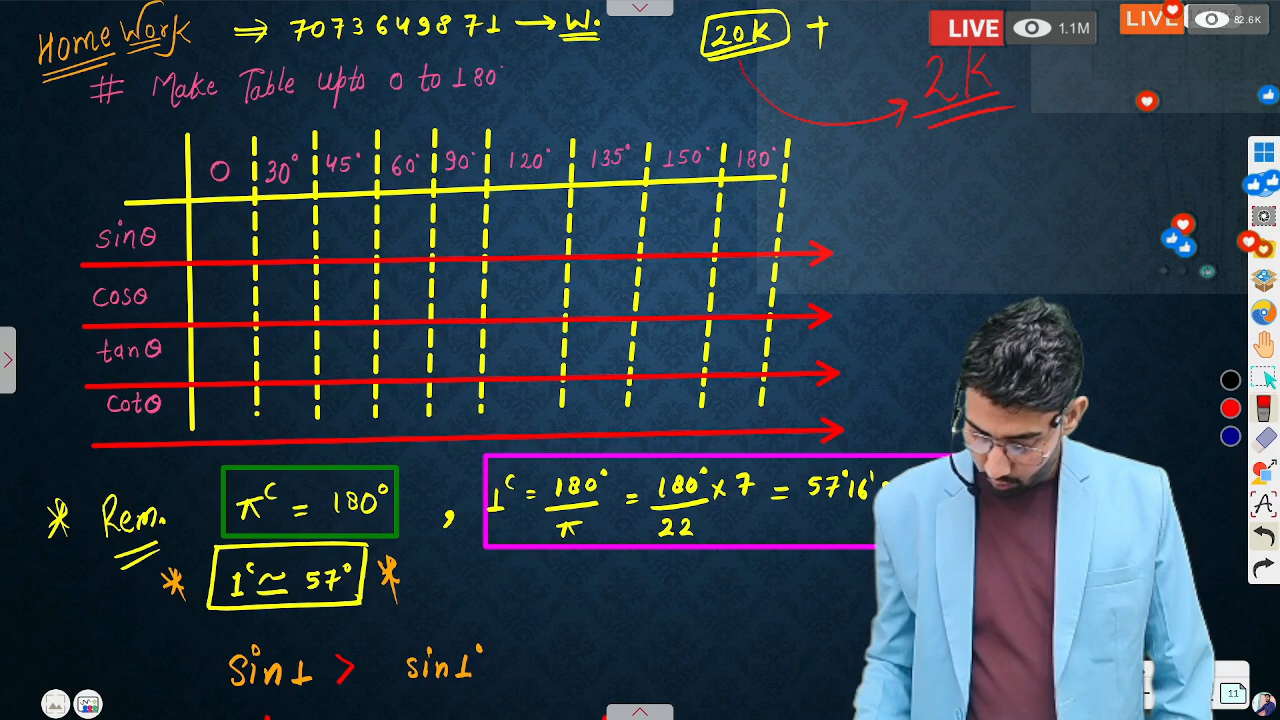 Home Work ⇒ 7073649871 → W. 20K + LIVE 1.1M LIVE 82.6K
# Make Table upto 0 to 180° 2K
0 30° 45° 60° 90° 120° 135° 150° 180°
sinθ
cosθ
tanθ
cotθ
* Rem. π^c = 180° , 1^c = 180°/π = 180°/22 × 7 = 57°16'
* 1^c ≃ 57° *
Sin1 > sin1°
11